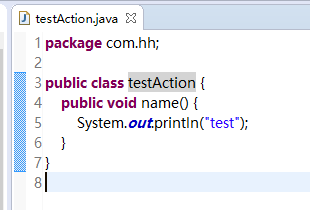 testAction.java
1 package com.hh;
2
3 public class testAction {
4 public void name() {
5 System.out.println("test");
6 }
7 }
8